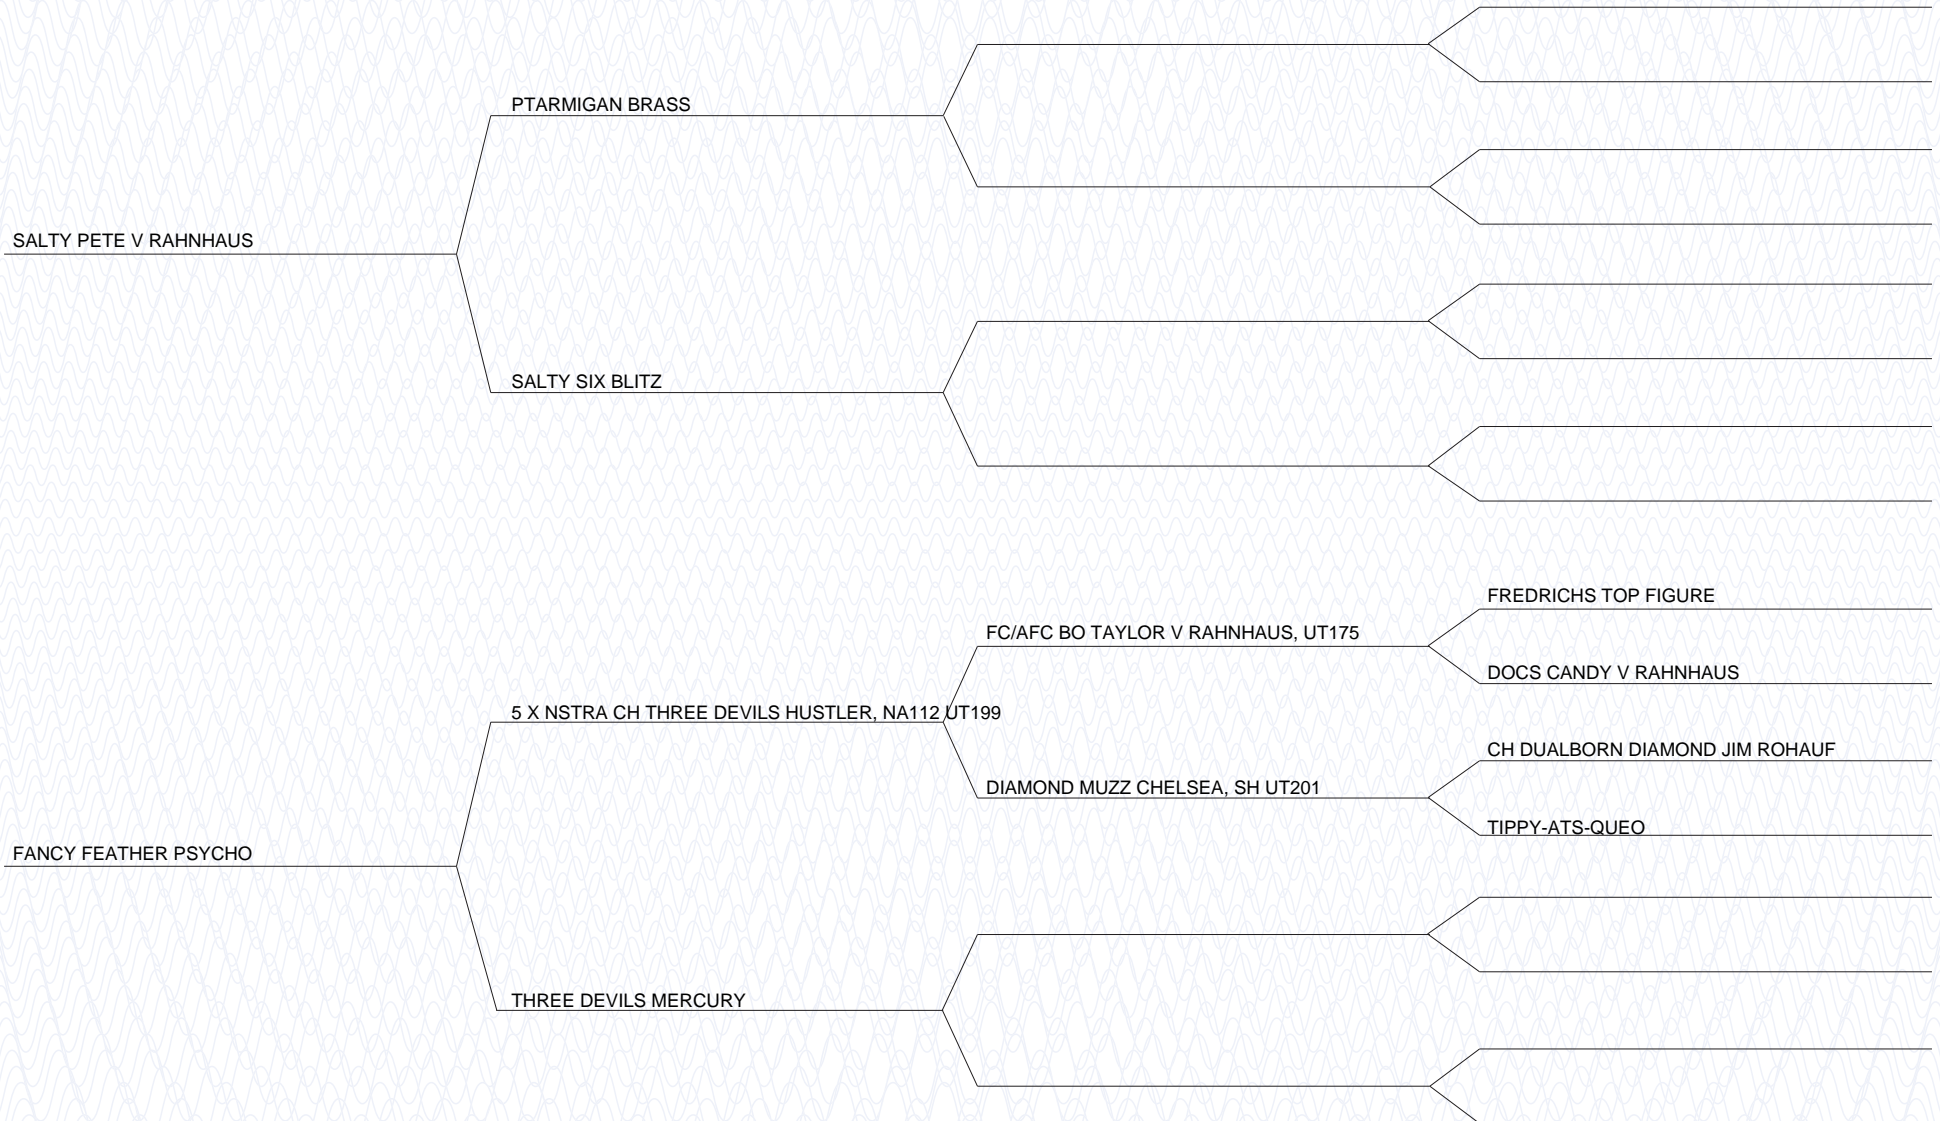 PTARMIGAN BRASS
SALTY PETE V RAHNHAUS
SALTY SIX BLITZ
FREDRICHS TOP FIGURE
FC/AFC BO TAYLOR V RAHNHAUS, UT175
DOCS CANDY V RAHNHAUS
5 X NSTRA CH THREE DEVILS HUSTLER, NA112 UT199
CH DUALBORN DIAMOND JIM ROHAUF
DIAMOND MUZZ CHELSEA, SH UT201
TIPPY-ATS-QUEO
FANCY FEATHER PSYCHO
THREE DEVILS MERCURY